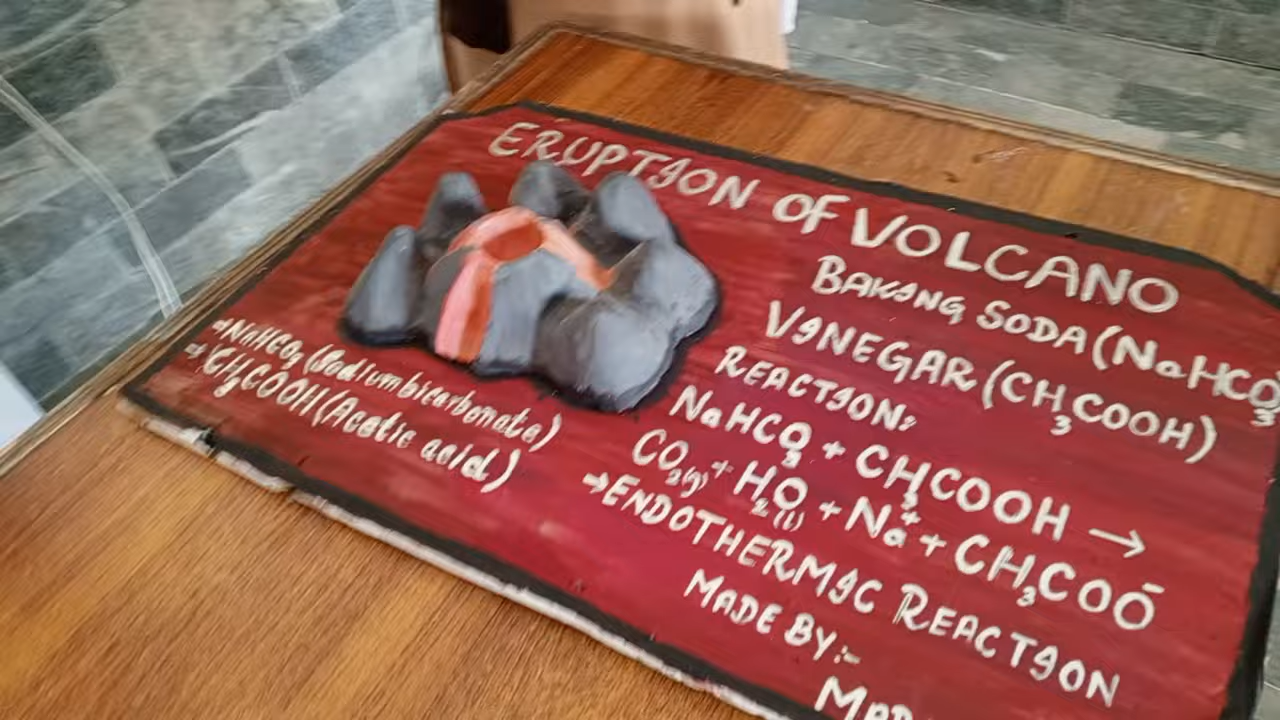 ERUPTION OF VOLCANO
BAKING SODA (NaHCO3
VINEGAR (CH3COOH)
REACTION:
NaHCO3 + CH3COOH →
CO2(g) + H2O(l) + Na+ + CH3COO-
→ ENDOTHERMIC REACTION
MADE BY:-
⇒ NaHCO3 (Sodium bicarbonate)
⇒ CH3COOH (Acetic acid)